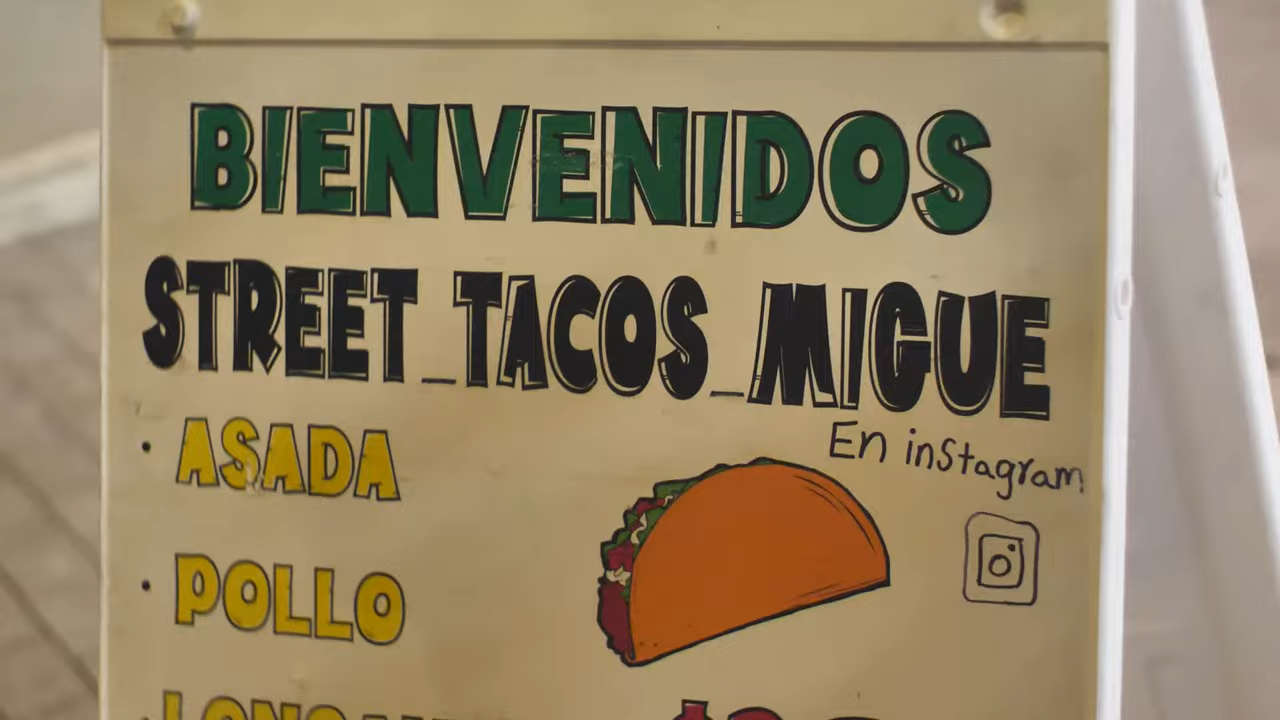 BIENVENIDOS
STREET_TACOS_MIGUE
En instagram
• ASADA
• POLLO